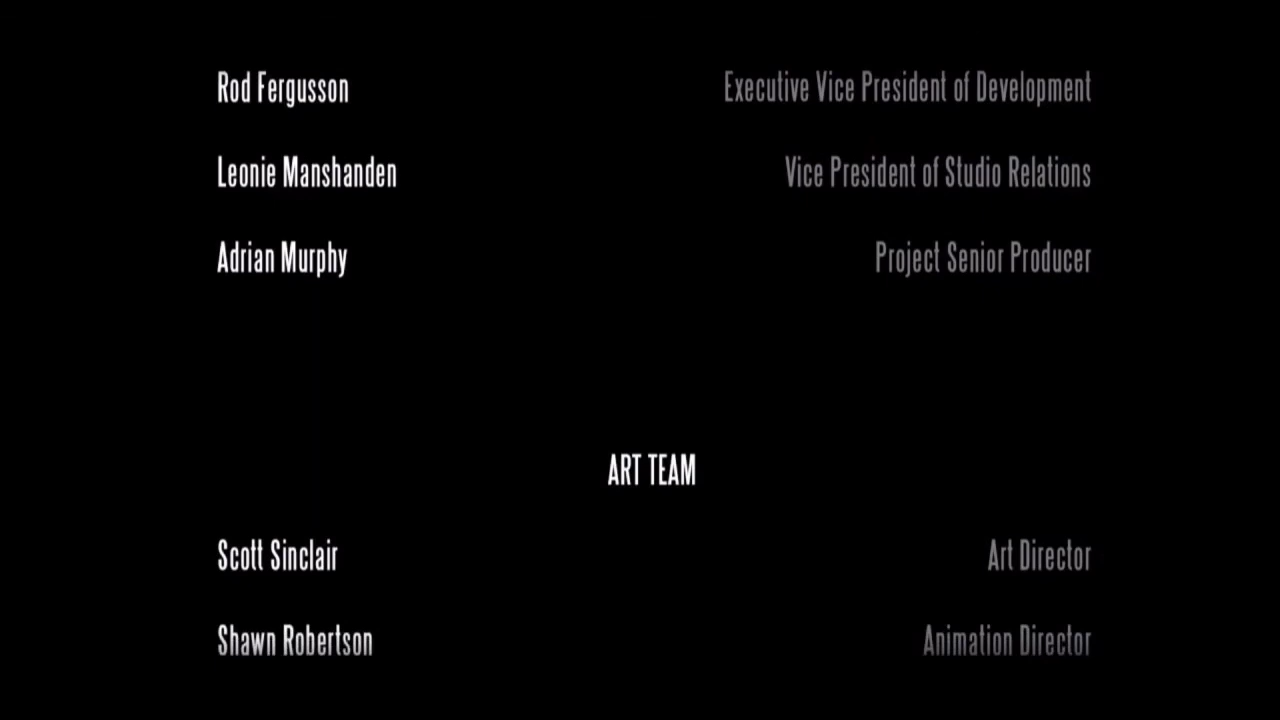 Rod Fergusson Executive Vice President of Development
Leonie Manshanden Vice President of Studio Relations
Adrian Murphy Project Senior Producer
ART TEAM
Scott Sinclair Art Director
Shawn Robertson Animation Director